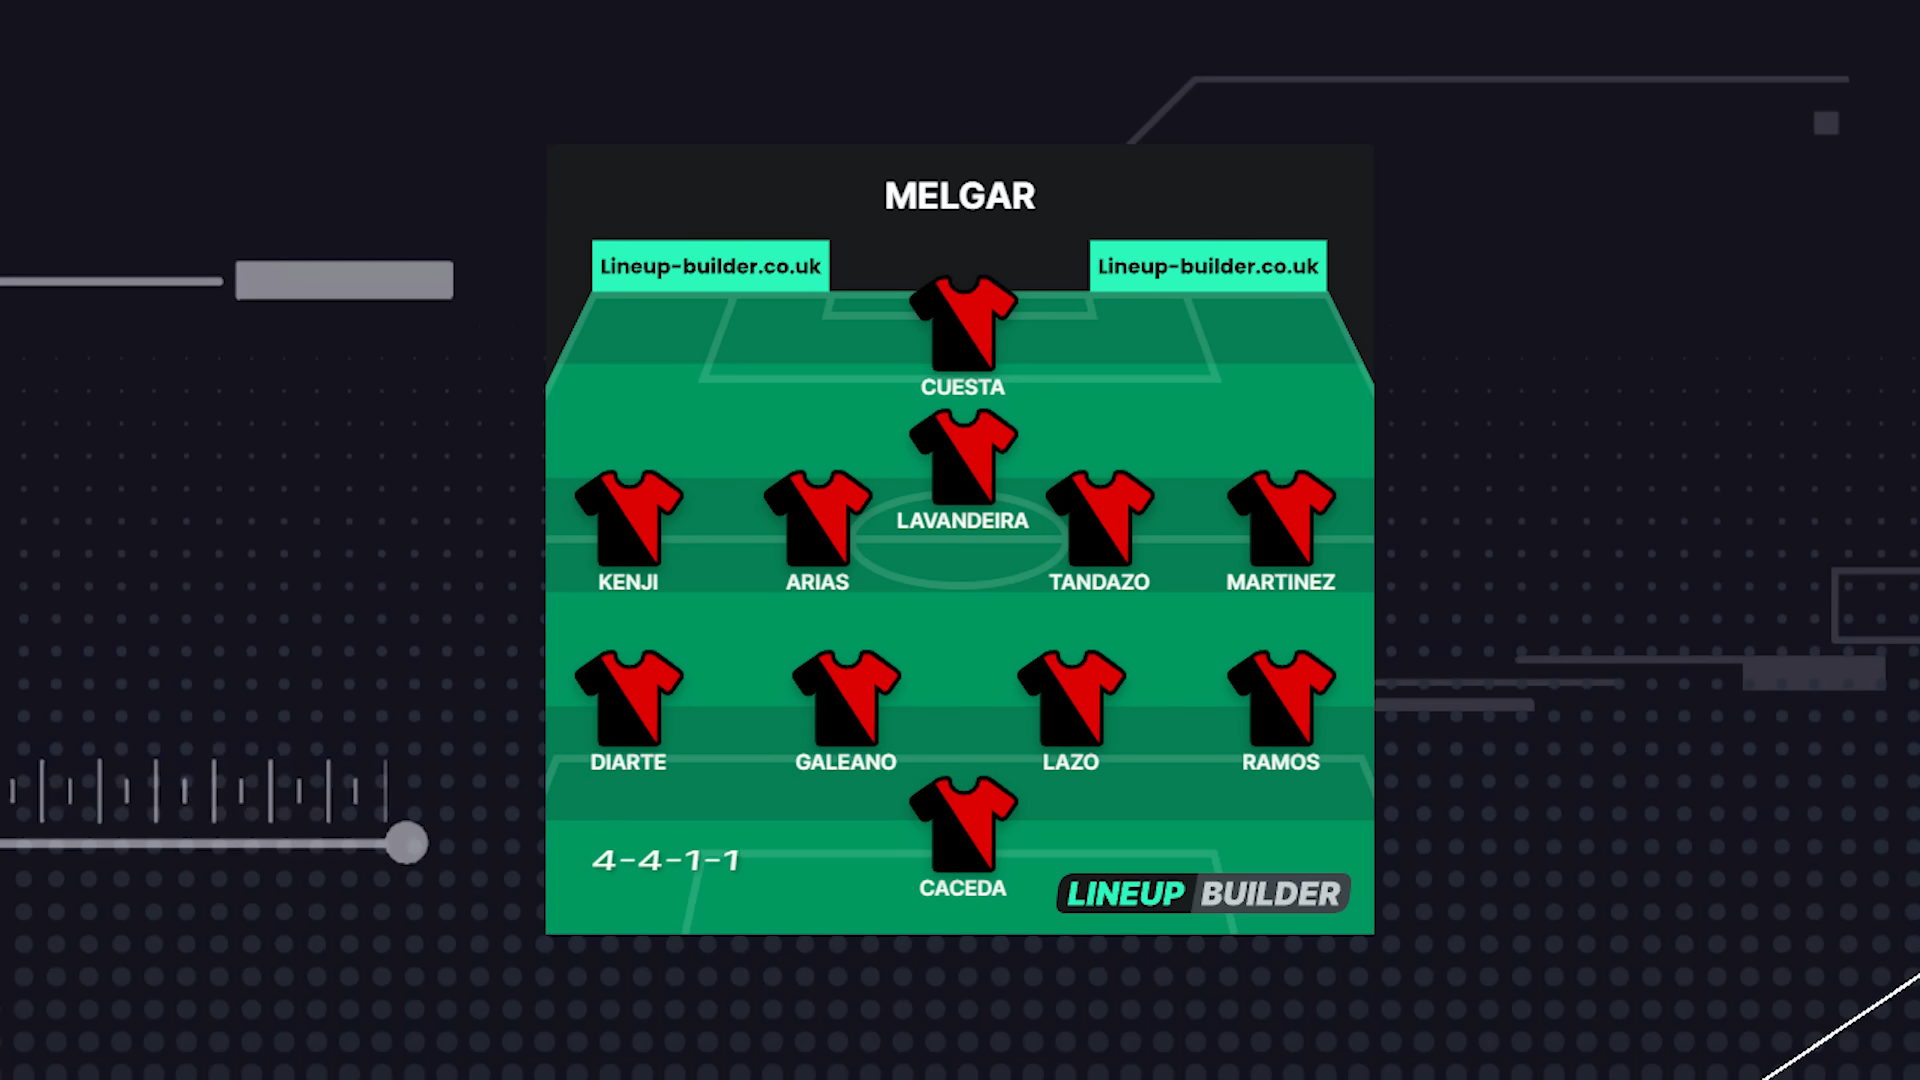 MELGAR
Lineup-builder.co.uk
Lineup-builder.co.uk
CUESTA
LAVANDEIRA
KENJI
ARIAS
TANDAZO
MARTINEZ
DIARTE
GALEANO
LAZO
RAMOS
4-4-1-1
CACEDA
LINEUP BUILDER